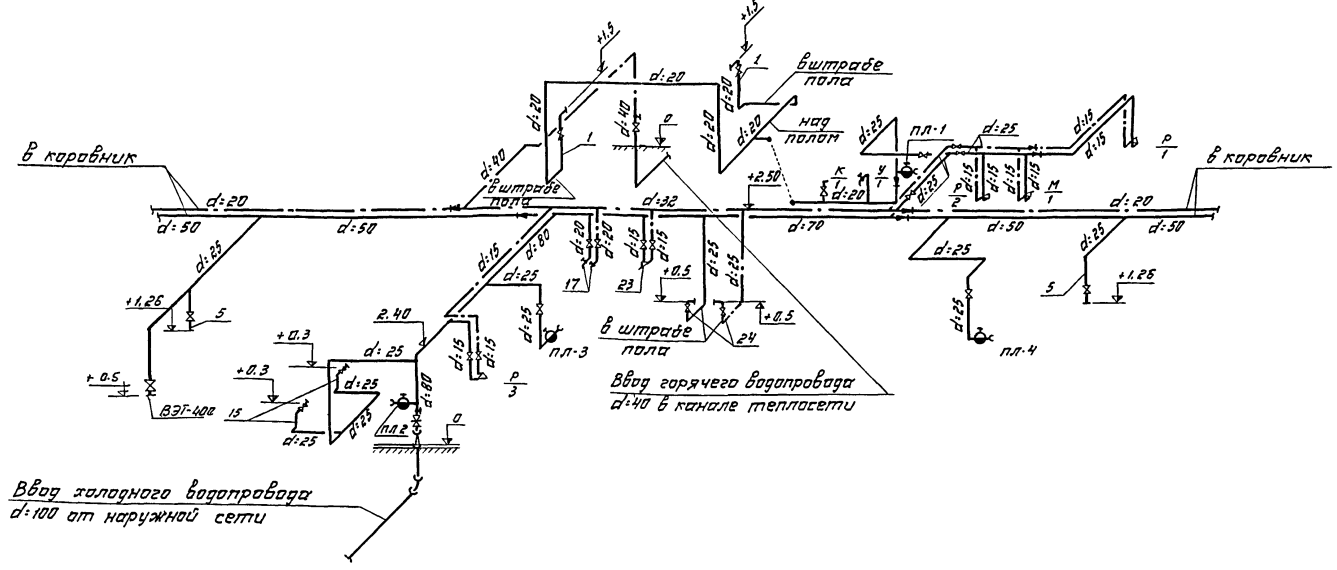 +1.5
+1.5
d=20
1
в штрабе
пола
d=20
d=20
d=40
0
d=20
d=20
над
полом
d=25
пл-1
d=25
d=15
d=15
Р/1
в коровник
d=40
1
в штрабе
пола
+2.50
К/1
У/1
d=20
d=25
d=15
Р/2
d=15
d=15
d=15
М/1
в коровник
d=20
d=32
d=20
d=50
d=50
d=70
d=50
d=50
d=25
d=15
d=80
d=20
d=20
d=15
d=15
d=25
d=25
d=25
d=25
17
23
+0.5
+1.26
5
2.40
d=25
d=25
5
+1.26
+0.5
24
в штрабе
пола
+0.3
d=25
d=15
d=15
пл-3
d=25
пл-4
+0.3
+0.5
ВЭТ-400
15
d=25
d=25
d=25
d=80
пл 2
Р/3
0
Ввод горячего водопровода
d=40 в канале теплосети
Ввод холодного водопровода
d=100 от наружной сети